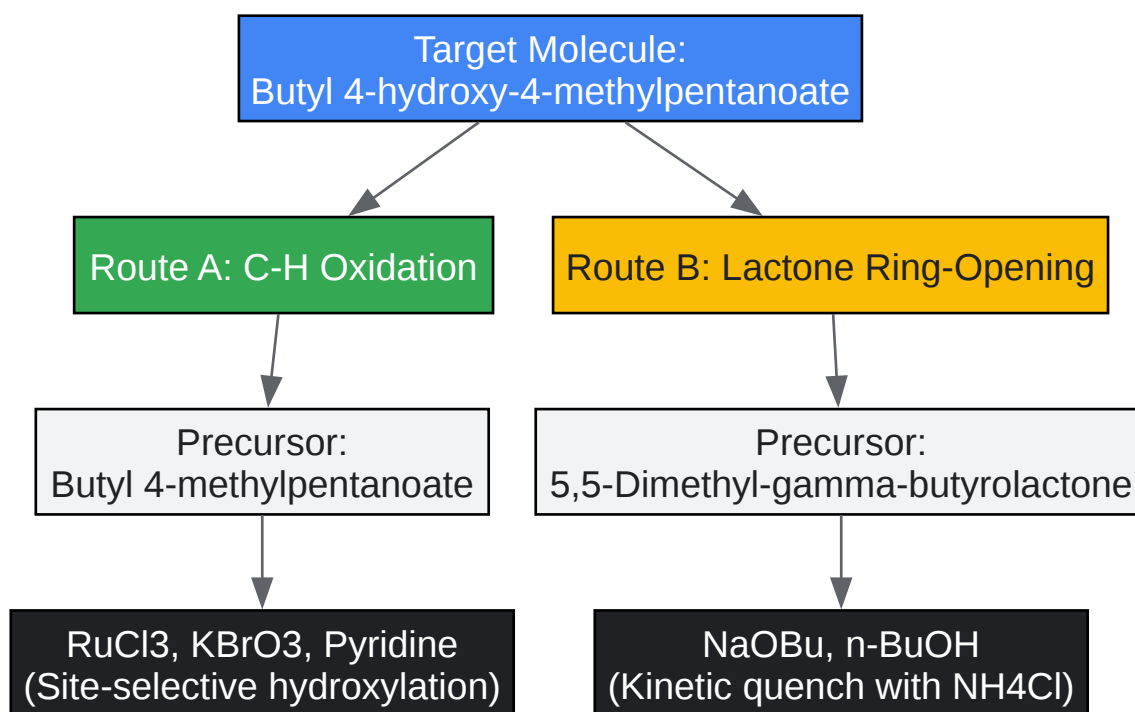 Target Molecule:
Butyl 4-hydroxy-4-methylpentanoate
Route A: C-H Oxidation
Route B: Lactone Ring-Opening
Precursor:
Butyl 4-methylpentanoate
Precursor:
5,5-Dimethyl-gamma-butyrolactone
RuCl3, KBrO3, Pyridine
(Site-selective hydroxylation)
NaOBu, n-BuOH
(Kinetic quench with NH4Cl)